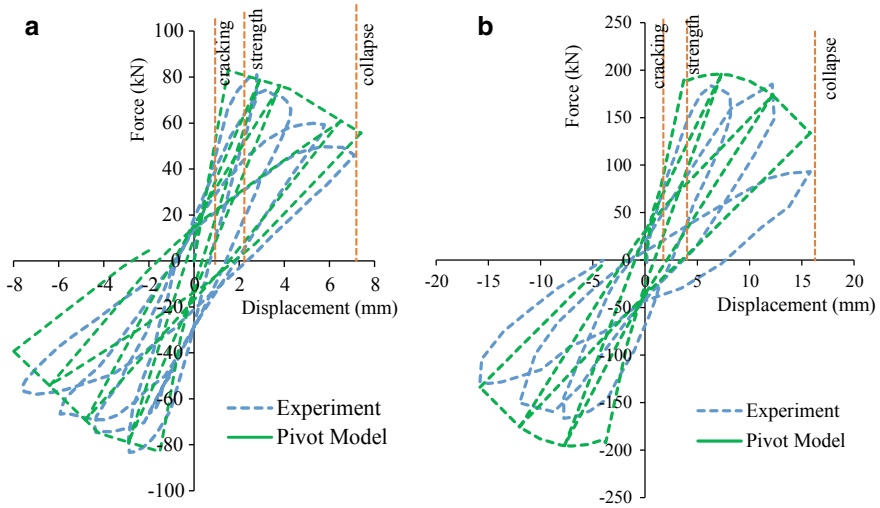 a
Force (kN)
100
80
60
40
20
0
-20
-40
-60
-80
-100
-8
-6
-4
-2
0
2
4
6
8
Displacement (mm)
cracking
strength
collapse
Experiment
Pivot Model
b
Force (kN)
250
200
150
100
50
0
-50
-100
-150
-200
-250
-20
-15
-10
-5
0
5
10
15
20
Displacement (mm)
cracking
strength
collapse
Experiment
Pivot Model